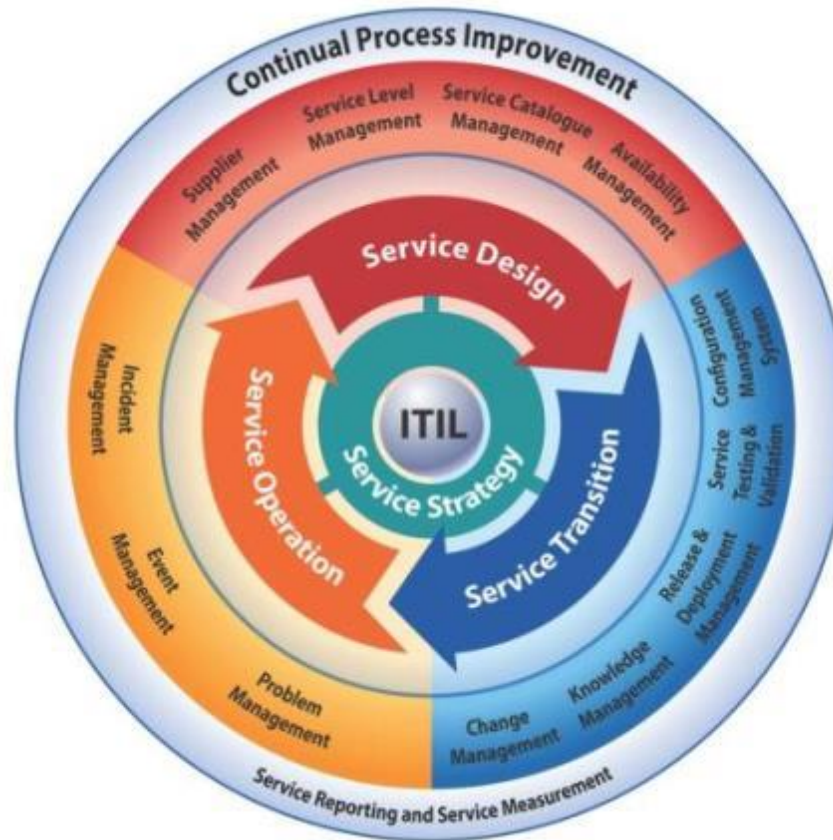 Continual Process Improvement
Supplier
Management
Service Level
Management
Service Catalogue
Management
Availability
Management
Configuration
Management
System
Service
Testing &
Validation
Release &
Deployment
Management
Knowledge
Management
Change
Management
Problem
Management
Event
Management
Incident
Management
Service Design
Service Transition
Service Operation
ITIL
Service Strategy
Service Reporting and Service Measurement